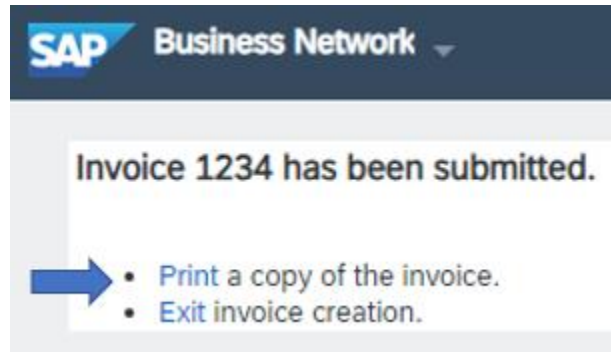 SAP Business Network
Invoice 1234 has been submitted.
• Print a copy of the invoice.
• Exit invoice creation.